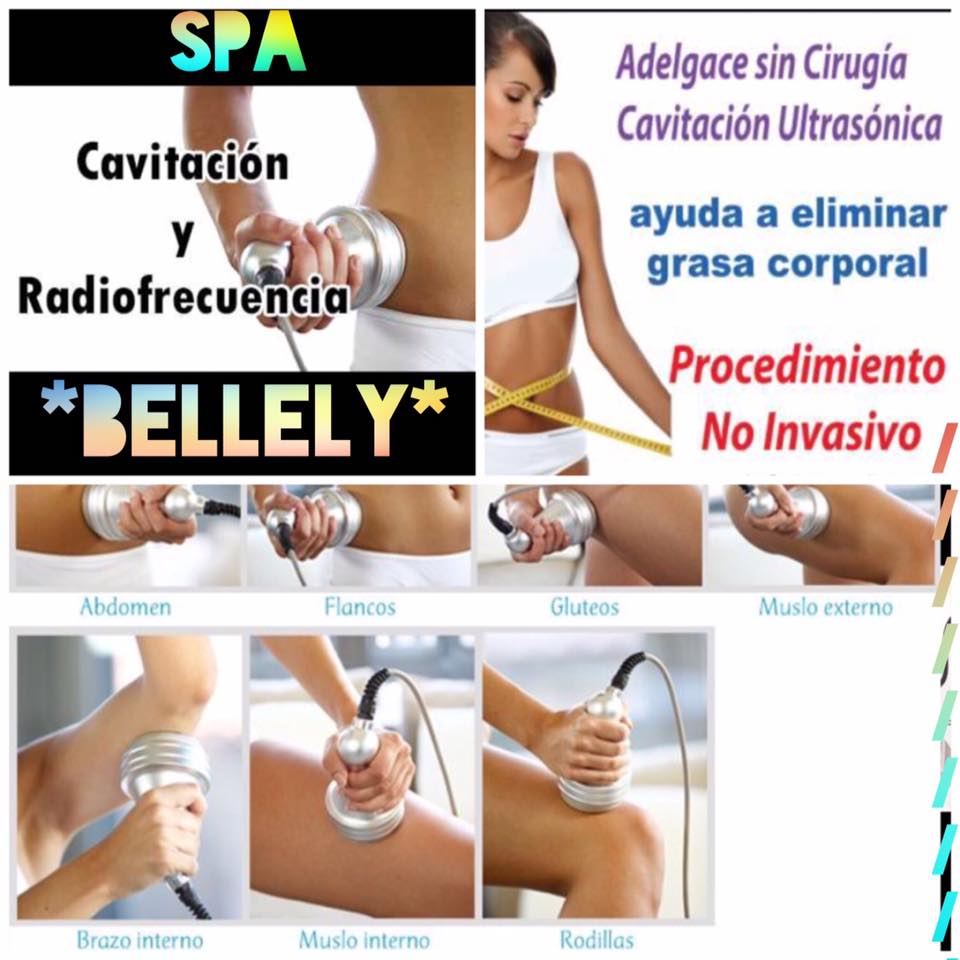 SPA
Cavitación
y
Radiofrecuencia
*BELLELY*
Adelgace sin Cirugía
Cavitación Ultrasónica
ayuda a eliminar
grasa corporal
Procedimiento
No Invasivo
Abdomen
Flancos
Gluteos
Muslo externo
Brazo interno
Muslo interno
Rodillas